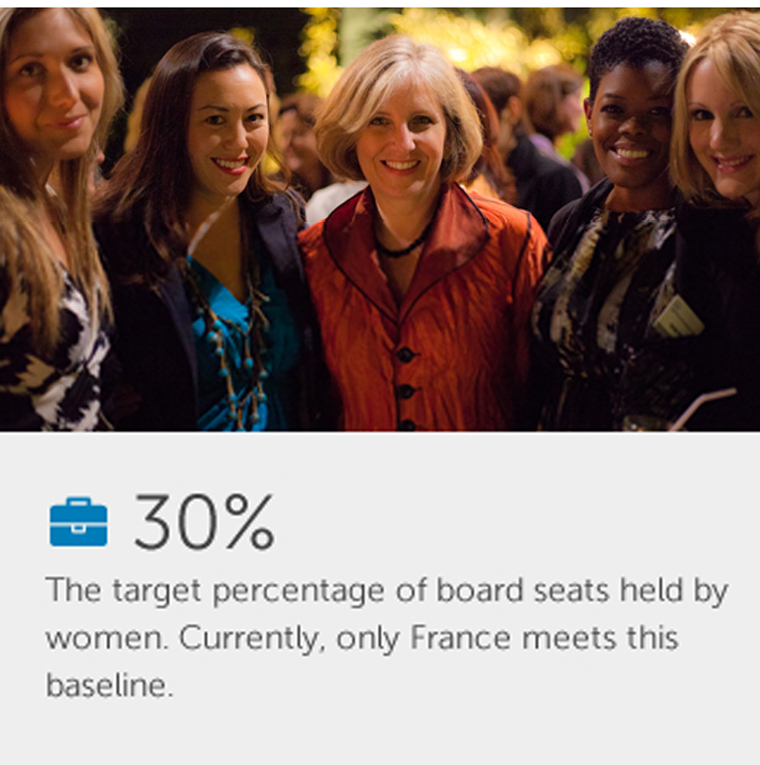 30%
The target percentage of board seats held by
women. Currently, only France meets this
baseline.